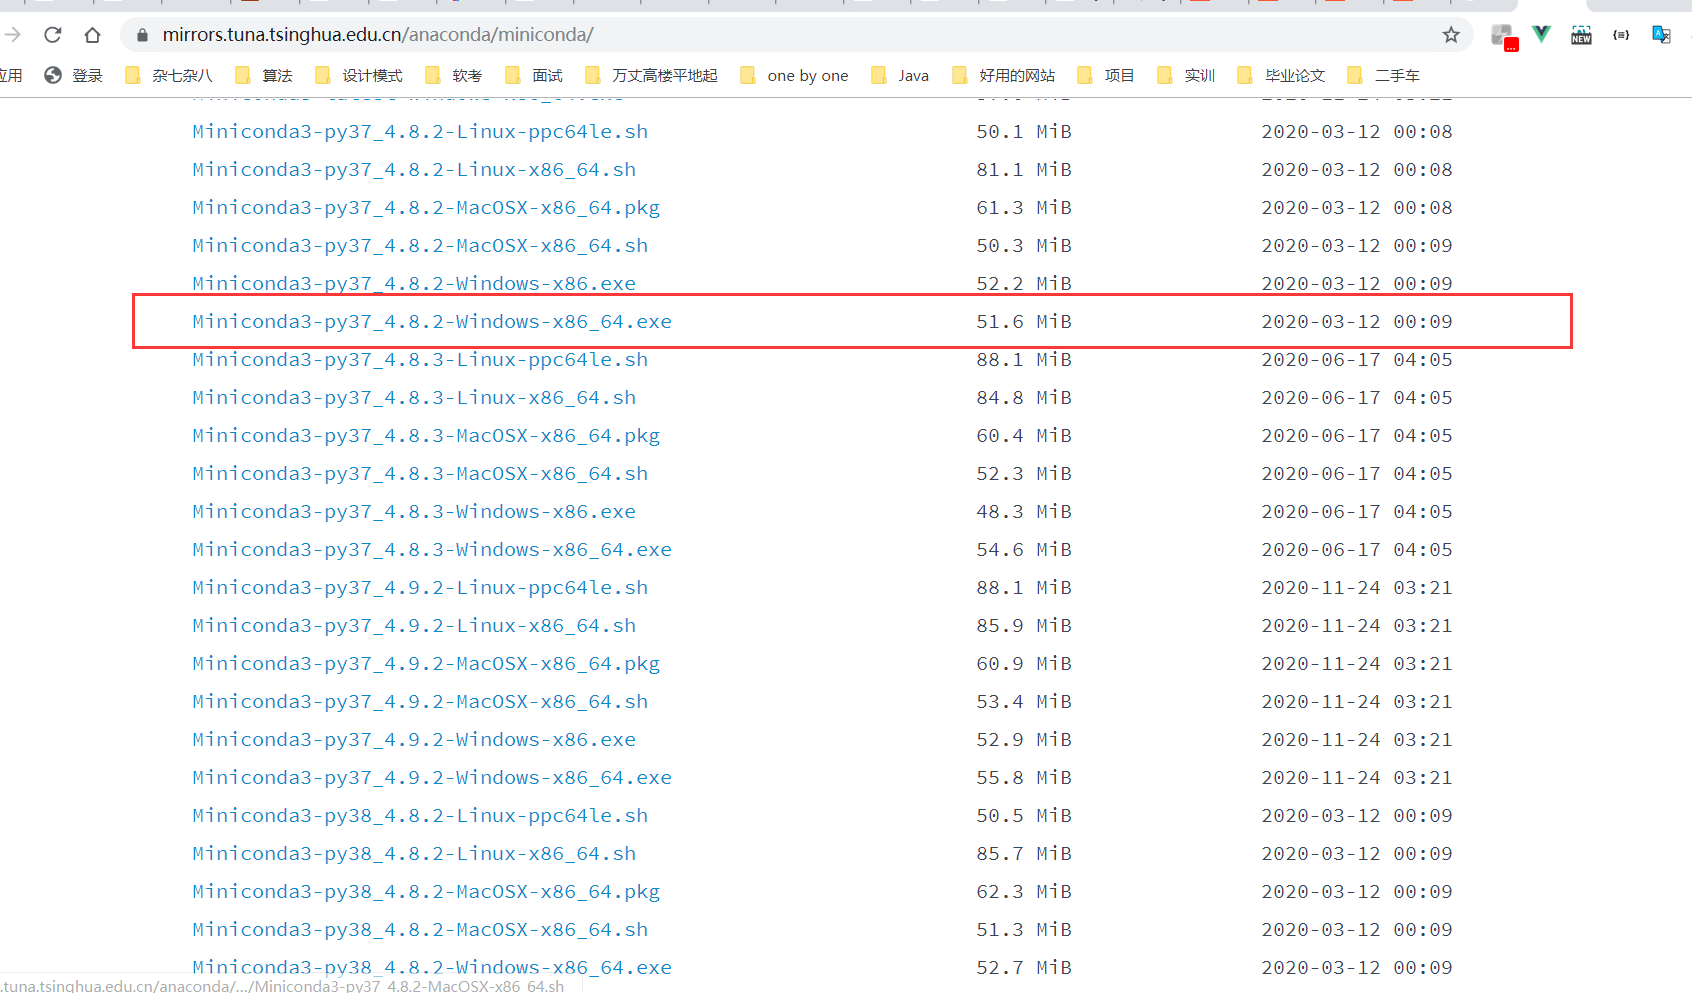 mirrors.tuna.tsinghua.edu.cn/anaconda/miniconda/
NEW
应用 登录 杂七杂八 算法 设计模式 软考 面试 万丈高楼平地起 one by one Java 好用的网站 项目 实训 毕业论文 二手车
Miniconda3-py37_4.8.2-Linux-ppc64le.sh 50.1 MiB 2020-03-12 00:08
Miniconda3-py37_4.8.2-Linux-x86_64.sh 81.1 MiB 2020-03-12 00:08
Miniconda3-py37_4.8.2-MacOSX-x86_64.pkg 61.3 MiB 2020-03-12 00:08
Miniconda3-py37_4.8.2-MacOSX-x86_64.sh 50.3 MiB 2020-03-12 00:09
Miniconda3-py37_4.8.2-Windows-x86.exe 52.2 MiB 2020-03-12 00:09
Miniconda3-py37_4.8.2-Windows-x86_64.exe 51.6 MiB 2020-03-12 00:09
Miniconda3-py37_4.8.3-Linux-ppc64le.sh 88.1 MiB 2020-06-17 04:05
Miniconda3-py37_4.8.3-Linux-x86_64.sh 84.8 MiB 2020-06-17 04:05
Miniconda3-py37_4.8.3-MacOSX-x86_64.pkg 60.4 MiB 2020-06-17 04:05
Miniconda3-py37_4.8.3-MacOSX-x86_64.sh 52.3 MiB 2020-06-17 04:05
Miniconda3-py37_4.8.3-Windows-x86.exe 48.3 MiB 2020-06-17 04:05
Miniconda3-py37_4.8.3-Windows-x86_64.exe 54.6 MiB 2020-06-17 04:05
Miniconda3-py37_4.9.2-Linux-ppc64le.sh 88.1 MiB 2020-11-24 03:21
Miniconda3-py37_4.9.2-Linux-x86_64.sh 85.9 MiB 2020-11-24 03:21
Miniconda3-py37_4.9.2-MacOSX-x86_64.pkg 60.9 MiB 2020-11-24 03:21
Miniconda3-py37_4.9.2-MacOSX-x86_64.sh 53.4 MiB 2020-11-24 03:21
Miniconda3-py37_4.9.2-Windows-x86.exe 52.9 MiB 2020-11-24 03:21
Miniconda3-py37_4.9.2-Windows-x86_64.exe 55.8 MiB 2020-11-24 03:21
Miniconda3-py38_4.8.2-Linux-ppc64le.sh 50.5 MiB 2020-03-12 00:09
Miniconda3-py38_4.8.2-Linux-x86_64.sh 85.7 MiB 2020-03-12 00:09
Miniconda3-py38_4.8.2-MacOSX-x86_64.pkg 62.3 MiB 2020-03-12 00:09
Miniconda3-py38_4.8.2-MacOSX-x86_64.sh 51.3 MiB 2020-03-12 00:09
Miniconda3-py38_4.8.2-Windows-x86_64.exe 52.7 MiB 2020-03-12 00:09
.tuna.tsinghua.edu.cn/anaconda/.../Miniconda3-py37_4.8.2-MacOSX-x86_64.sh